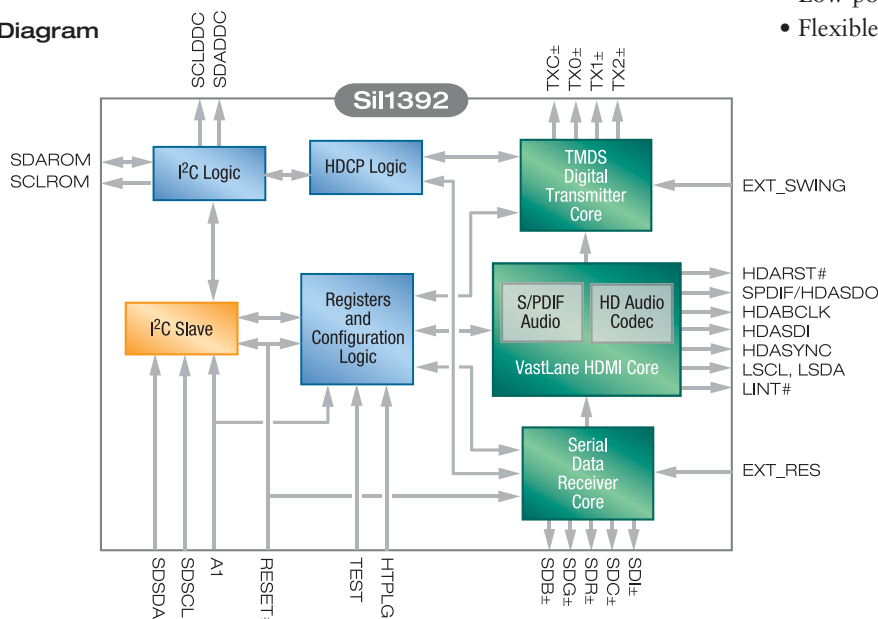 Diagram
• Flexible
SCLDDC
SDADDC
TXC±
TX0±
TX1±
TX2±
SiI1392
SDAROM
SCLROM
I²C Logic
HDCP Logic
TMDS
Digital
Transmitter
Core
EXT_SWING
I²C Slave
Registers
and
Configuration
Logic
S/PDIF
Audio
HD Audio
Codec
VastLane HDMI Core
HDARST#
SPDIF/HDASDO
HDABCLK
HDASDI
HDASYNC
LSCL, LSDA
LINT#
Serial
Data
Receiver
Core
EXT_RES
SDSDA
SDSCL
A1
RESET#
TEST
HTPLG
SDB±
SDG±
SDR±
SDC±
SDI±